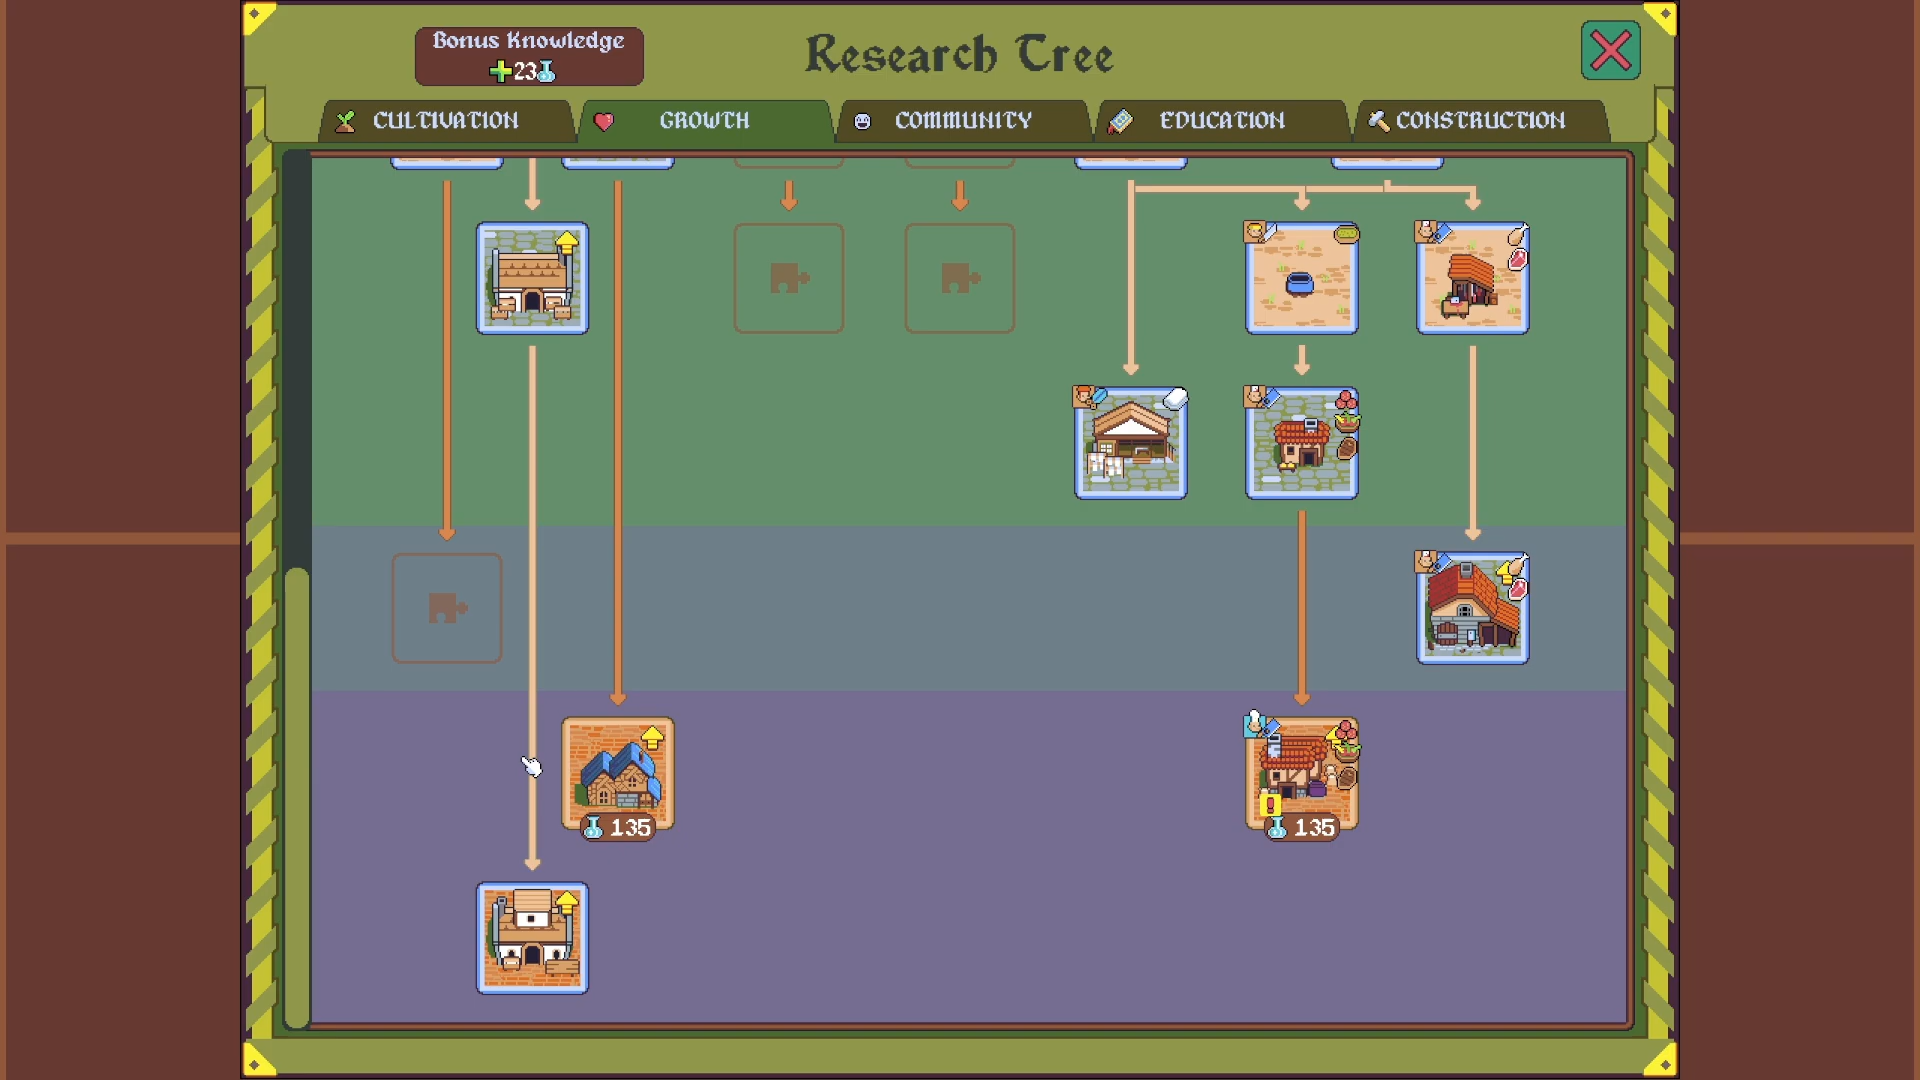 Bonus Knowledge
+23
Research Tree
CULTIVATION
GROWTH
COMMUNITY
EDUCATION
CONSTRUCTION
135
135